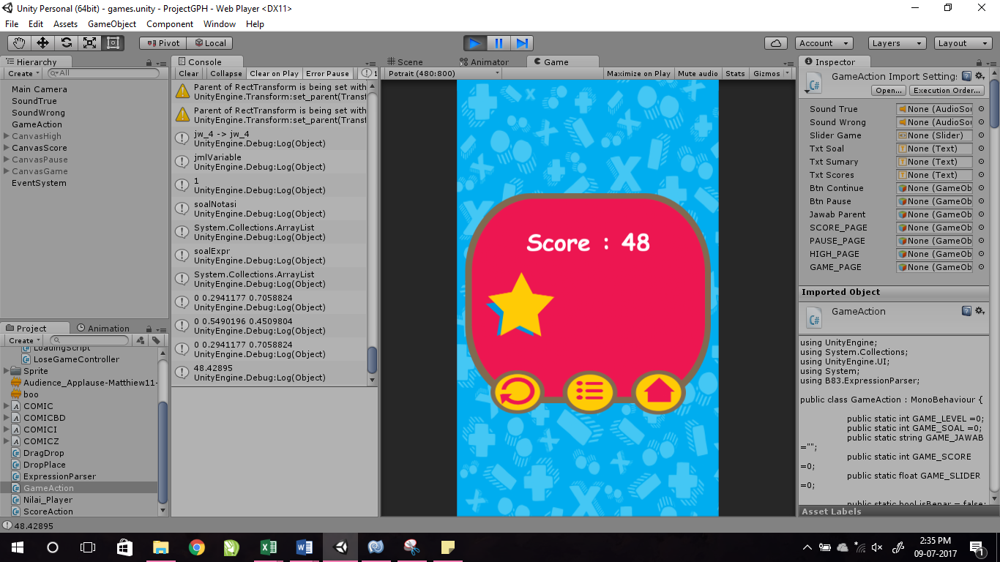 Unity Personal (64bit) - games.unity - ProjectGPH - Web Player <DX11>
File Edit Assets GameObject Component Window Help
Pivot Local Account Layers Layout
Hierarchy
Create All
Main Camera
SoundTrue
SoundWrong
GameAction
CanvasHigh
CanvasScore
CanvasPause
CanvasGame
EventSystem
Project Animation
Create
LoadingScript
LoseGameController
Sprite
Audience_Applause-Matthiew11-
boo
COMIC
COMICBD
COMICI
COMICZ
DragDrop
DropPlace
ExpressionParser
GameAction
Nilai_Player
ScoreAction
Console
Clear Collapse Clear on Play Error Pause 1
Parent of RectTransform is being set with
UnityEngine.Transform:set_parent(Transf
Parent of RectTransform is being set with
UnityEngine.Transform:set_parent(Transf
jw_4 -> jw_4
UnityEngine.Debug:Log(Object)
jmlVariable
UnityEngine.Debug:Log(Object)
1
UnityEngine.Debug:Log(Object)
soalNotasi
UnityEngine.Debug:Log(Object)
System.Collections.ArrayList
UnityEngine.Debug:Log(Object)
soalExpr
UnityEngine.Debug:Log(Object)
System.Collections.ArrayList
UnityEngine.Debug:Log(Object)
0 0.2941177 0.7058824
UnityEngine.Debug:Log(Object)
0 0.5490196 0.4509804
UnityEngine.Debug:Log(Object)
0 0.2941177 0.7058824
UnityEngine.Debug:Log(Object)
48.42895
UnityEngine.Debug:Log(Object)
Scene Animator Game
Potrait (480:800) Maximize on Play Mute audio Stats Gizmos
Score : 48
Inspector
GameAction Import Settings
Open... Execution Order...
Sound True None (AudioSou
Sound Wrong None (AudioSou
Slider Game None (Slider)
Txt Soal None (Text)
Txt Sumary None (Text)
Txt Scores None (Text)
Btn Continue None (GameOb
Btn Pause None (GameOb
Jawab Parent None (GameOb
SCORE_PAGE None (GameOb
PAUSE_PAGE None (GameOb
HIGH_PAGE None (GameOb
GAME_PAGE None (GameOb
Imported Object
GameAction
using UnityEngine;
using System.Collections;
using UnityEngine.UI;
using System;
using B83.ExpressionParser;
public class GameAction : MonoBehaviour {
public static int GAME_LEVEL =0;
public static int GAME_SOAL =0;
public static string GAME_JAWAB
="";
public static int GAME_SCORE
=0;
public static float GAME_SLIDER
=0;
public static bool isBenar = false;
Asset Labels
48.42895
2:35 PM
09-07-2017
1